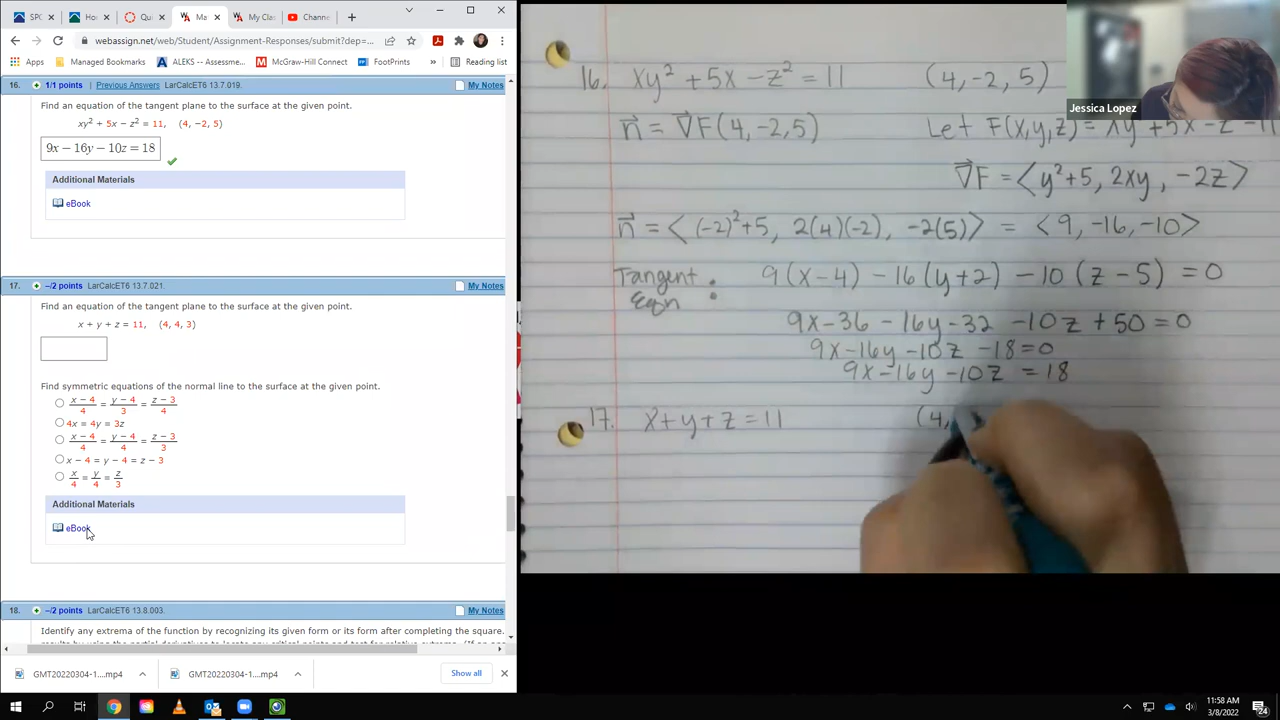 SPC
Ho
Qui
Ma
My Cla
Channe
webassign.net/web/Student/Assignment-Responses/submit?dep=...
Apps
Managed Bookmarks
ALEKS -- Assessmen...
McGraw-Hill Connect
FootPrints
»
Reading list
16.
1/1 points | Previous Answers LarCalcET6 13.7.019.
My Notes
Find an equation of the tangent plane to the surface at the given point.
xy² + 5x − z² = 11, (4, −2, 5)
9x − 16y − 10z = 18
Additional Materials
eBook
17.
−/2 points LarCalcET6 13.7.021.
My Notes
Find an equation of the tangent plane to the surface at the given point.
x + y + z = 11, (4, 4, 3)
Find symmetric equations of the normal line to the surface at the given point.
x − 4/4 = y − 4/3 = z − 3/4
4x = 4y = 3z
x − 4/4 = y − 4/4 = z − 3/3
x − 4 = y − 4 = z − 3
x/4 = y/4 = z/3
Additional Materials
eBook
18.
−/2 points LarCalcET6 13.8.003.
My Notes
Identify any extrema of the function by recognizing its given form or its form after completing the square.
GMT20220304-1....mp4
GMT20220304-1....mp4
Show all
16. xy² + 5x − z² = 11 (4, −2, 5)
Jessica Lopez
n⃗ = ∇⃗F(4, −2, 5) Let F(x,y,z) = xy² + 5x − z² − 11
∇⃗F = ⟨y²+5, 2xy, −2z⟩
n⃗ = ⟨(−2)²+5, 2(4)(−2), −2(5)⟩ = ⟨9, −16, −10⟩
Tangent Eqn : 9(x−4) − 16(y+2) − 10(z−5) = 0
9x−36 − 16y−32 −10z + 50 = 0
9x−16y −10z −18 = 0
9x−16y −10z = 18
17. x + y + z = 11 (4,
11:58 AM
3/8/2022
24